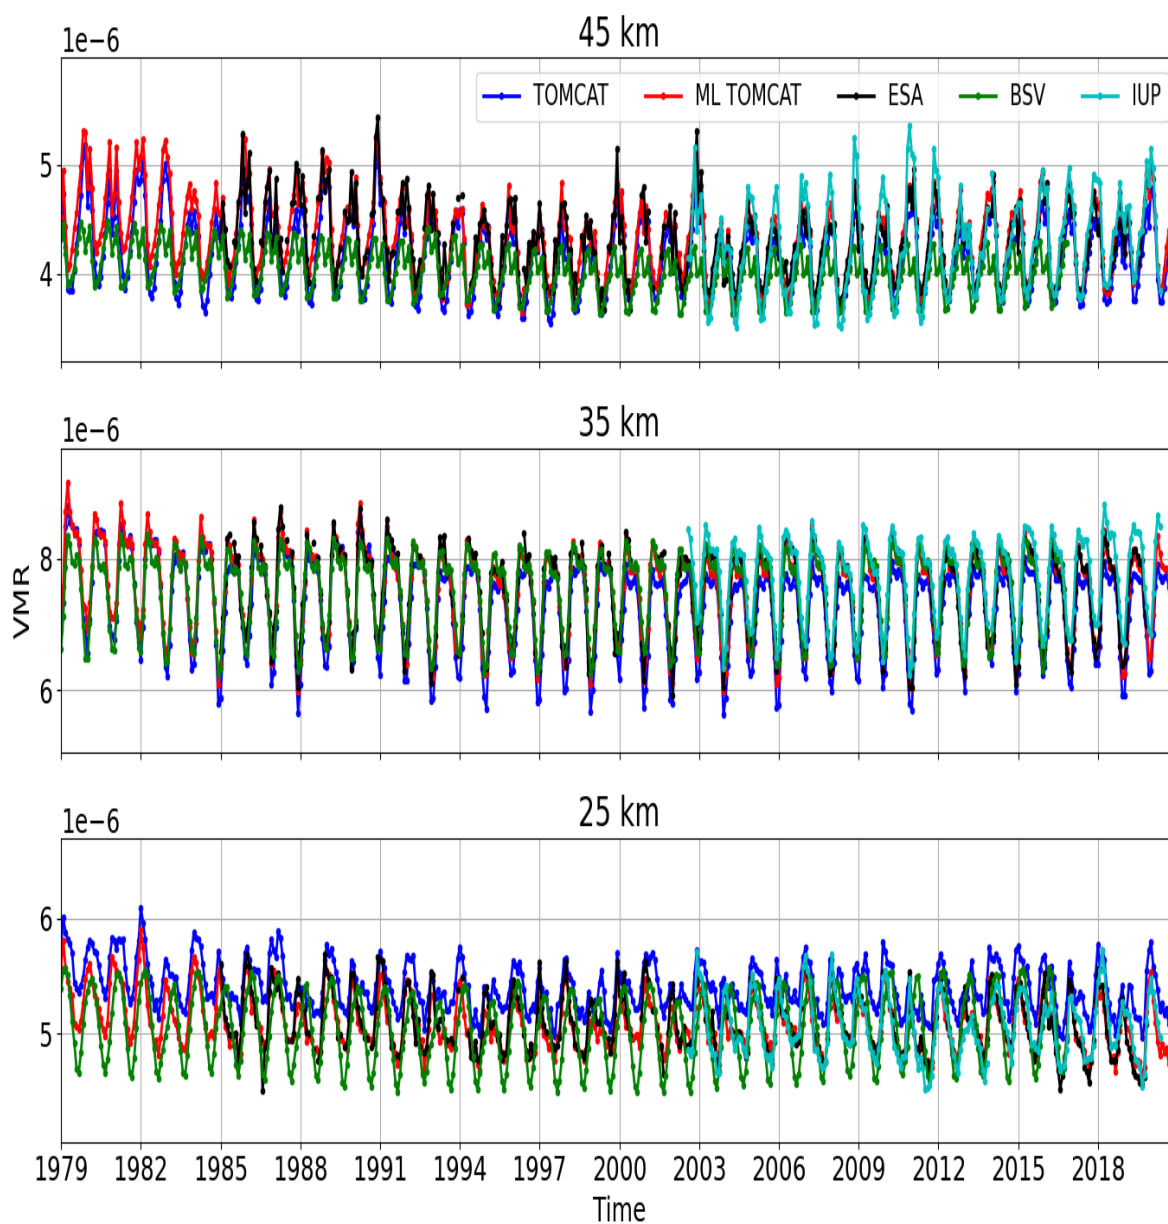 45 km
1e−6
TOMCAT ML TOMCAT ESA BSV IUP
5
4
35 km
1e−6
8
6
VMR
25 km
1e−6
6
5
1979 1982 1985 1988 1991 1994 1997 2000 2003 2006 2009 2012 2015 2018
Time